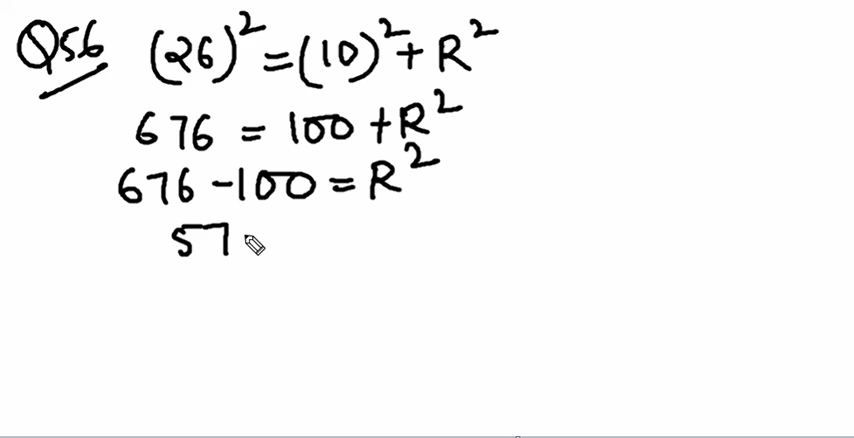 Q56 (26)² = (10)² + R²
676 = 100 + R²
676 - 100 = R²
57